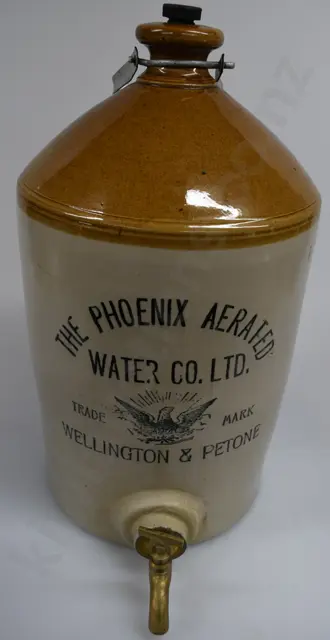 THE PHOENIX AERATED
WATER CO. LTD.
TRADE MARK
WELLINGTON & PETONE